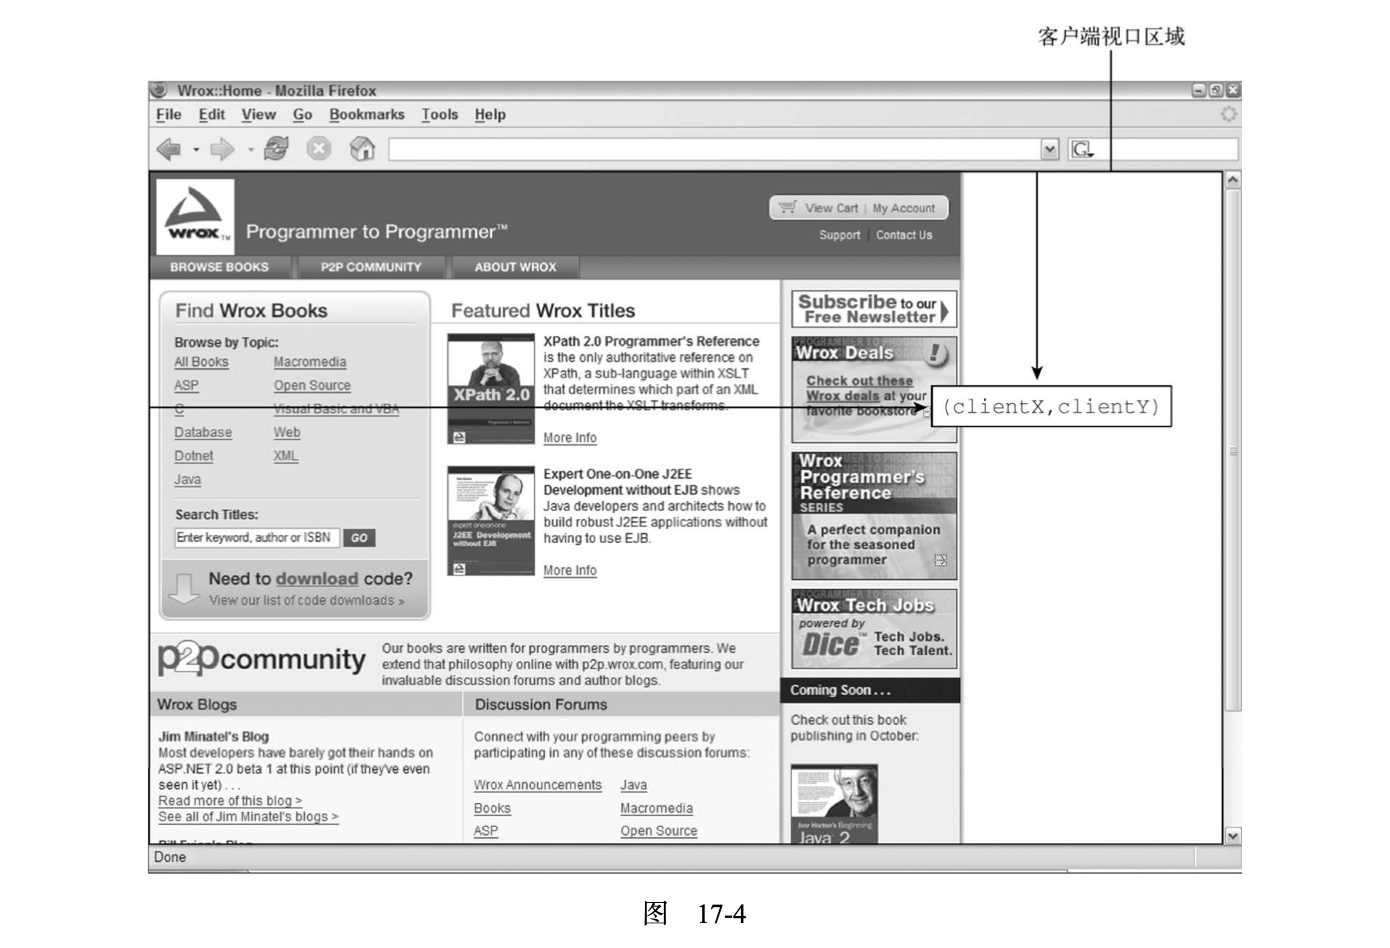 客户端视口区域
Wrox::Home - Mozilla Firefox
File Edit View Go Bookmarks Tools Help
G
wrox™
Programmer to Programmer™
View Cart | My Account
Support | Contact Us
BROWSE BOOKS P2P COMMUNITY ABOUT WROX
Find Wrox Books
Browse by Topic:
All Books Macromedia
ASP Open Source
C Visual Basic and VBA
Database Web
Dotnet XML
Java
Search Titles:
Enter keyword, author or ISBN GO
Need to download code?
View our list of code downloads »
Featured Wrox Titles
XPath 2.0
Programmer's Reference
XPath 2.0 Programmer's Reference
is the only authoritative reference on
XPath, a sub-language within XSLT
that determines which part of an XML
document the XSLT transforms.
More Info
expert one-on-one
J2EE Development
without EJB
Expert One-on-One J2EE
Development without EJB shows
Java developers and architects how to
build robust J2EE applications without
having to use EJB.
More Info
Subscribe to our
Free Newsletter
Wrox Deals
Check out these
Wrox deals at your
favorite bookstore
(clientX,clientY)
Wrox
Programmer's
Reference
SERIES
A perfect companion
for the seasoned
programmer
Wrox Tech Jobs
powered by
Dice™ Tech Jobs.
Tech Talent.
p2pcommunity
Our books are written for programmers by programmers. We
extend that philosophy online with p2p.wrox.com, featuring our
invaluable discussion forums and author blogs.
Wrox Blogs
Jim Minatel's Blog
Most developers have barely got their hands on
ASP.NET 2.0 beta 1 at this point (if they've even
seen it yet) . . .
Read more of this blog >
See all of Jim Minatel's blogs >
Discussion Forums
Connect with your programming peers by
participating in any of these discussion forums:
Wrox Announcements Java
Books Macromedia
ASP Open Source
Coming Soon . . .
Check out this book
publishing in October:
Ivor Horton's Beginning
Java 2
Done
图 17-4